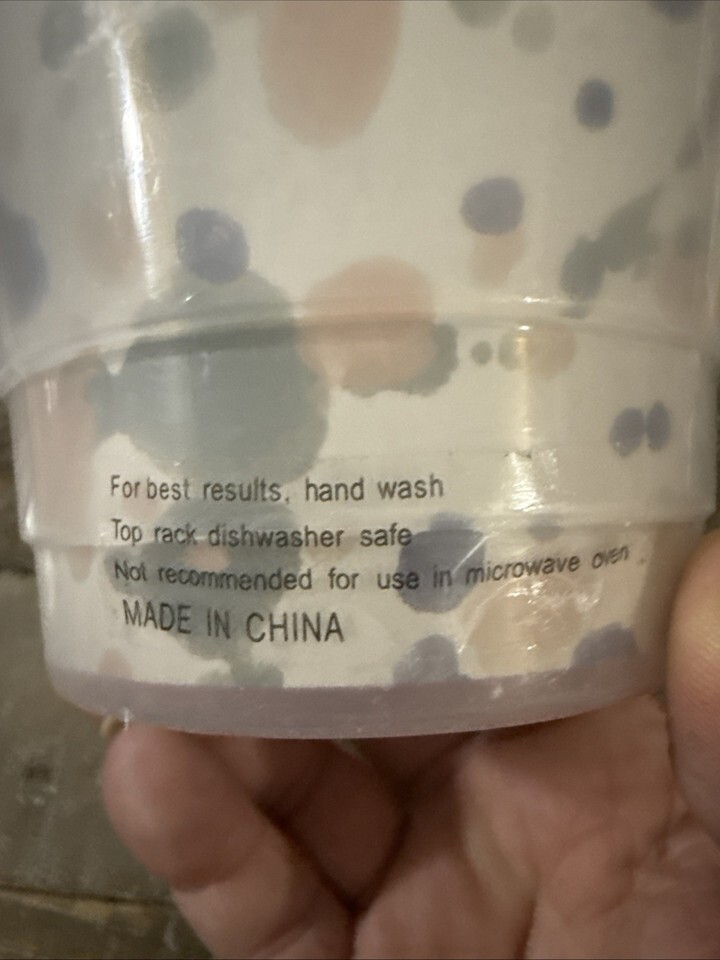 For best results, hand wash
Top rack dishwasher safe
Not recommended for use in microwave oven.
MADE IN CHINA